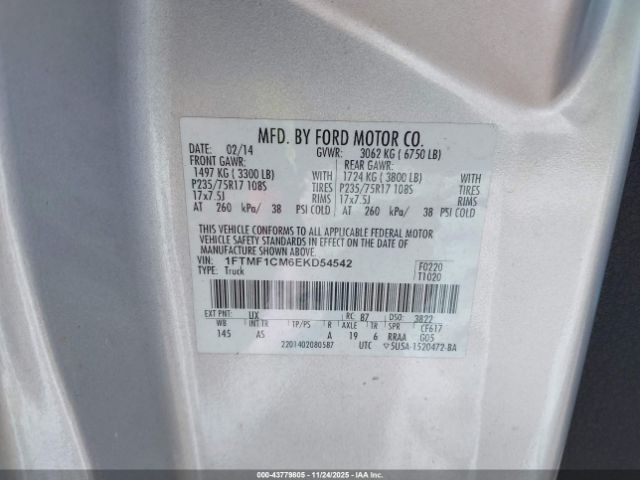 MFD. BY FORD MOTOR CO.
DATE: 02/14 GVWR: 3062 KG ( 6750 LB)
FRONT GAWR: REAR GAWR:
1497 KG ( 3300 LB) WITH 1724 KG ( 3800 LB) WITH
P235/75R17 108S TIRES P235/75R17 108S TIRES
17x7.5J RIMS 17x7.5J RIMS
AT 260 kPa/ 38 PSI COLD AT 260 kPa/ 38 PSI COLD
THIS VEHICLE CONFORMS TO ALL APPLICABLE FEDERAL MOTOR
VEHICLE SAFETY STANDARDS IN EFFECT ON THE DATE OF
MANUFACTURE SHOWN ABOVE.
VIN: 1FTMF1CM6EKD54542 F0220
TYPE: Truck T1020
EXT PNT: UX RC: 87 DSO: 3822
WB INT TR TP/PS R AXLE TR SPR CF617
145 AS A 19 6 RRAA G05
2201402080587 UTC 5USA-1520472-BA
000-43779605 - 11/24/2025 - IAAI.COM